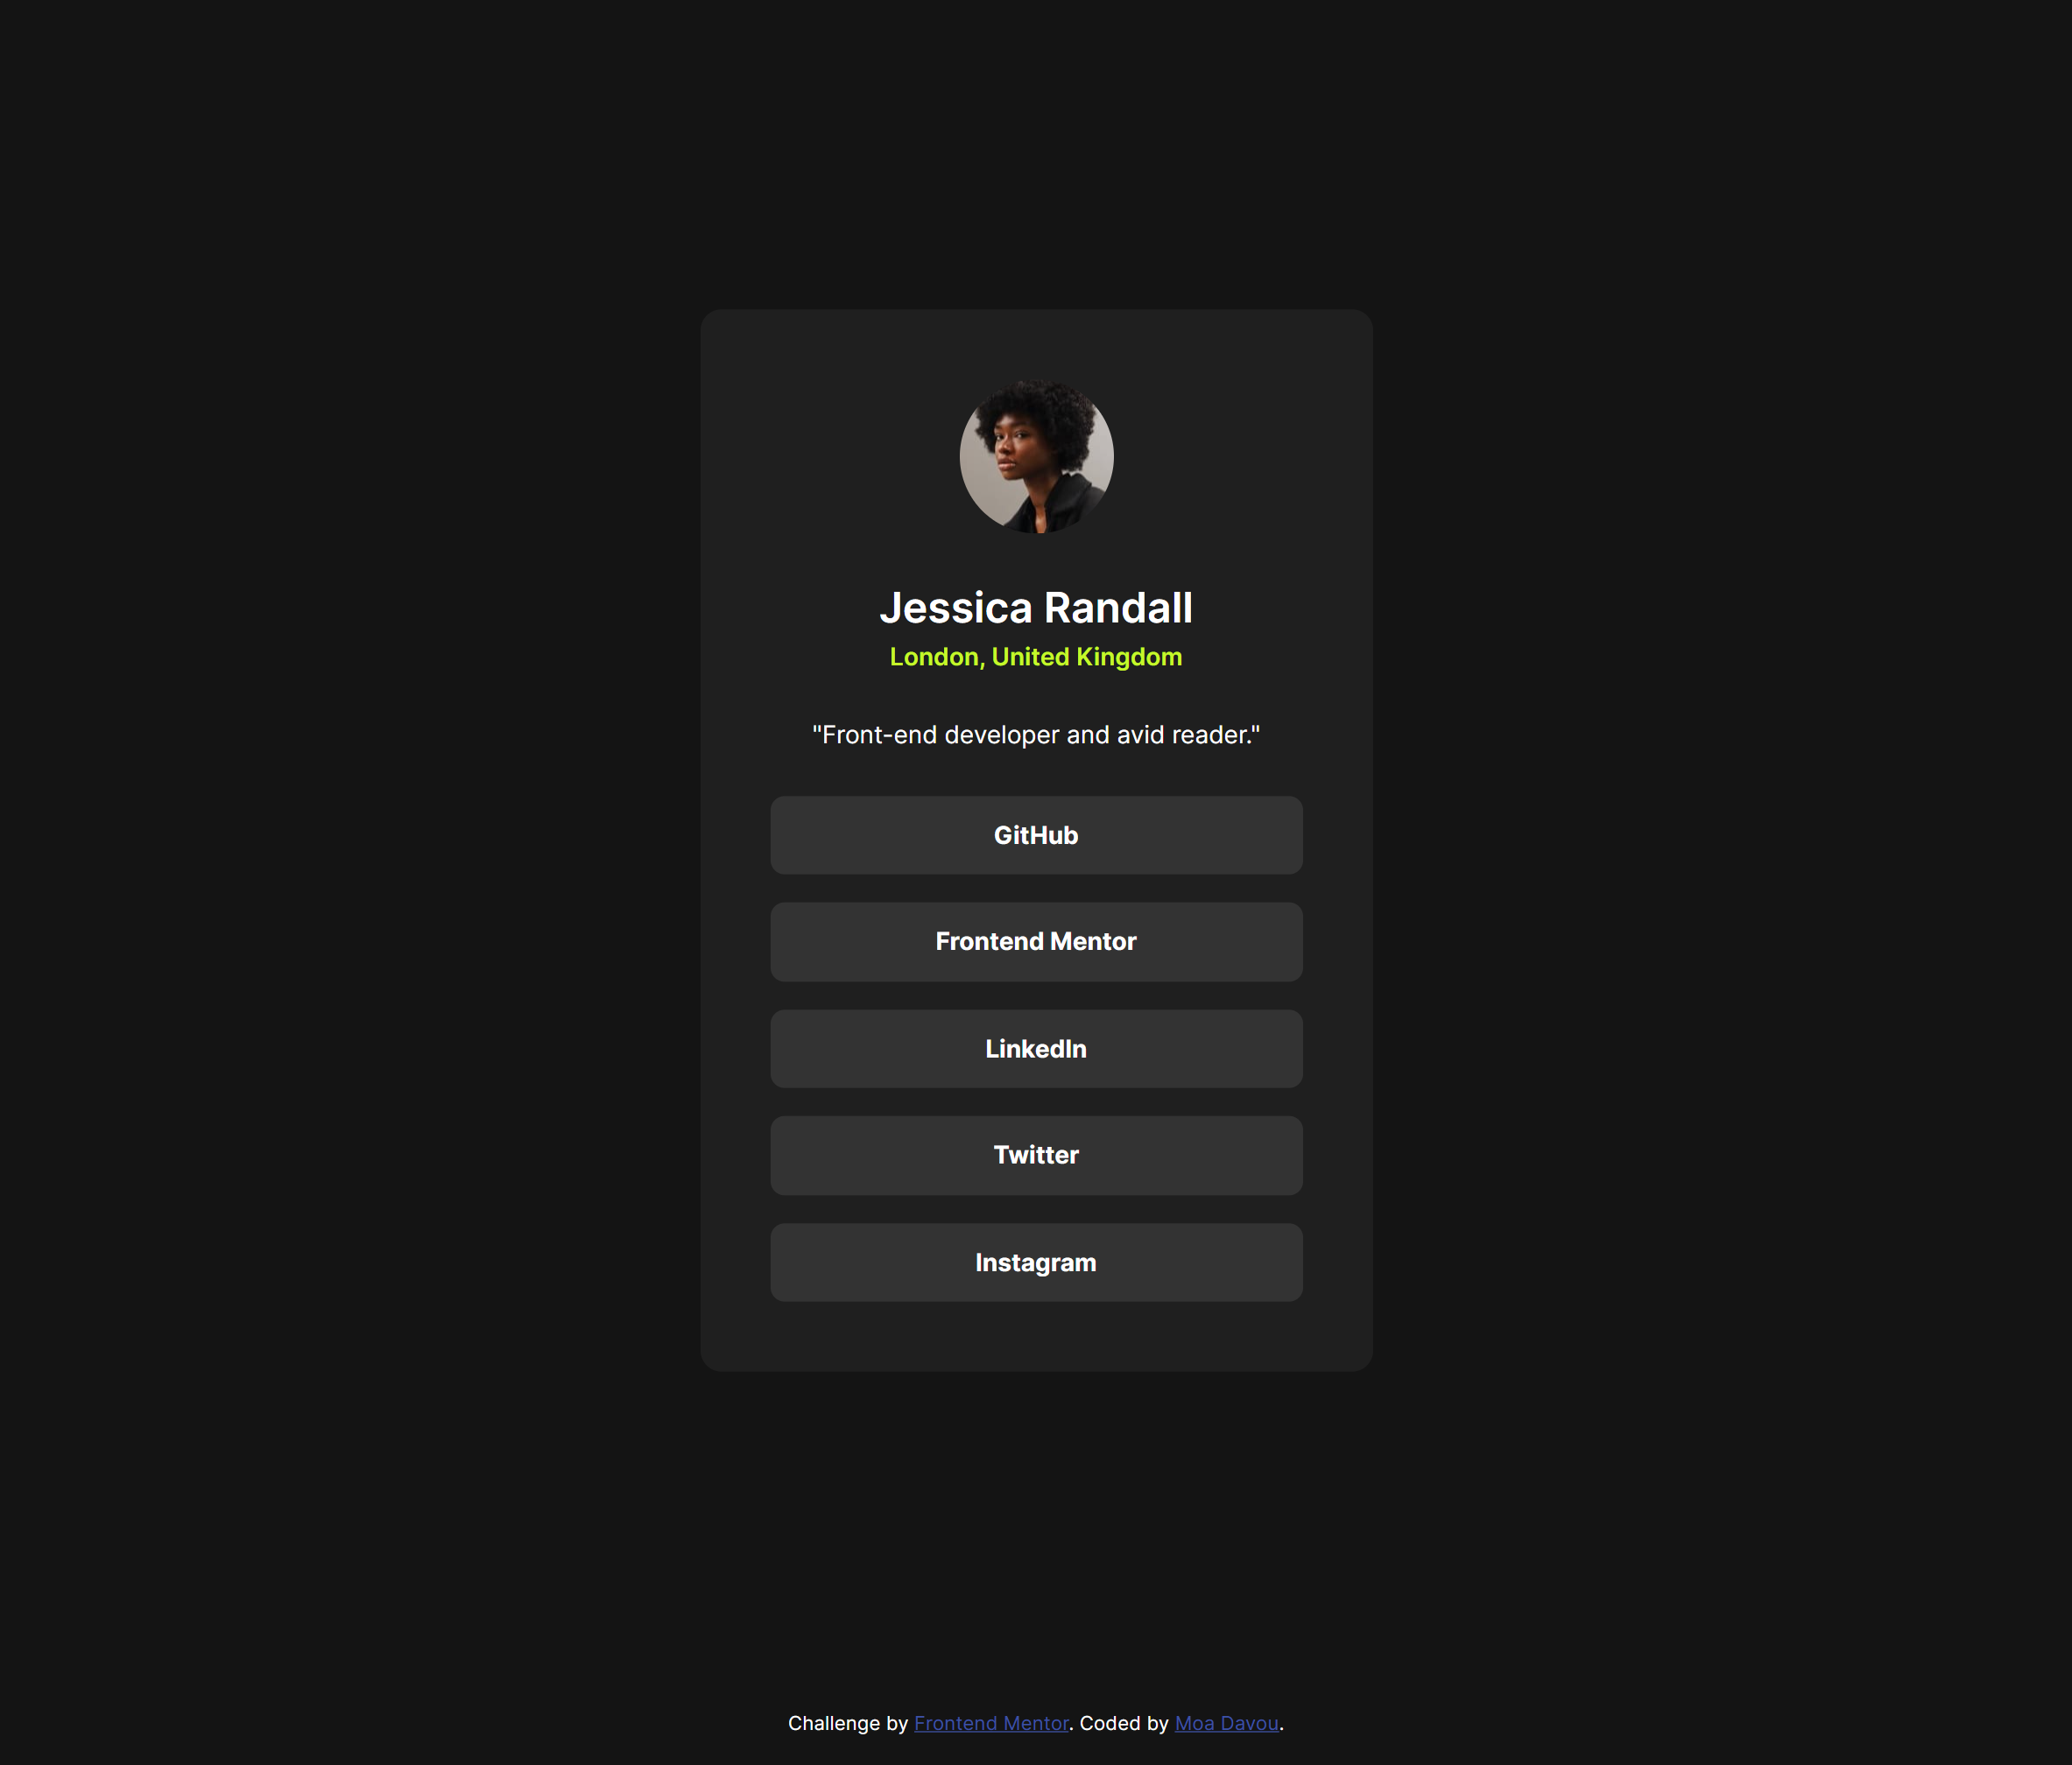 Jessica Randall
London, United Kingdom
"Front-end developer and avid reader."
GitHub
Frontend Mentor
LinkedIn
Twitter
Instagram
Challenge by Frontend Mentor. Coded by Moa Davou.